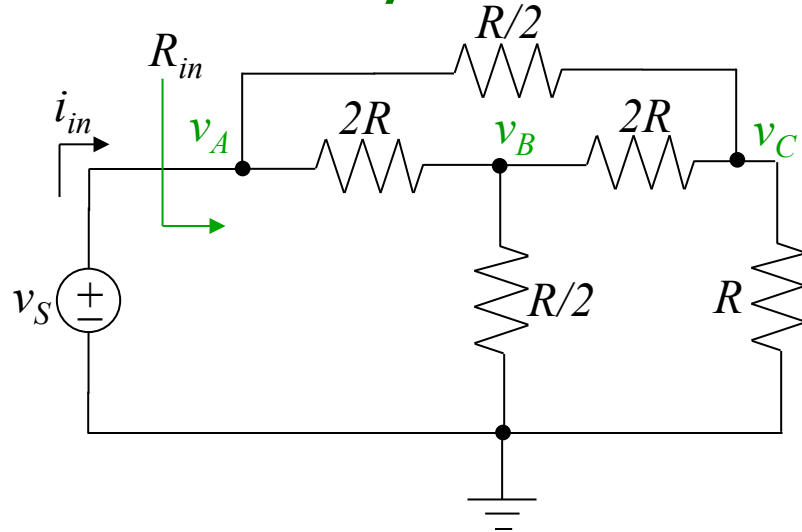 R/2
R_in
i_in
v_A
2R
v_B
2R
v_C
v_S
+
−
R/2
R